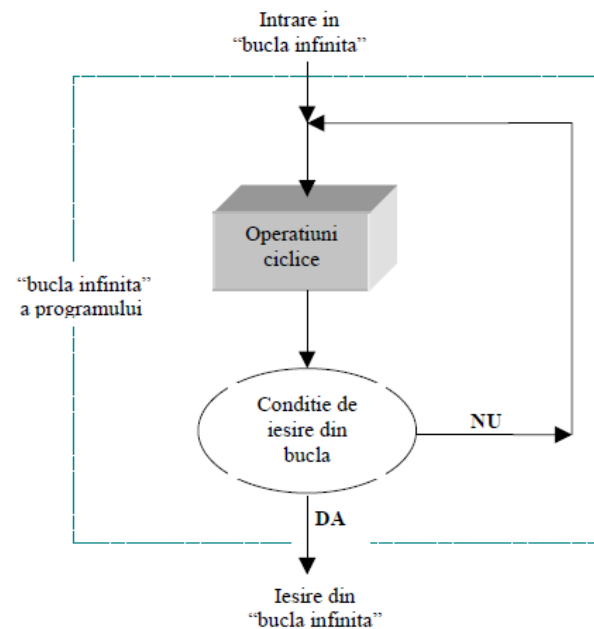 Intrare in
“bucla infinita”
Operatiuni
ciclice
“bucla infinita”
a programului
Conditie de
iesire din
bucla
NU
DA
Iesire din
“bucla infinita”